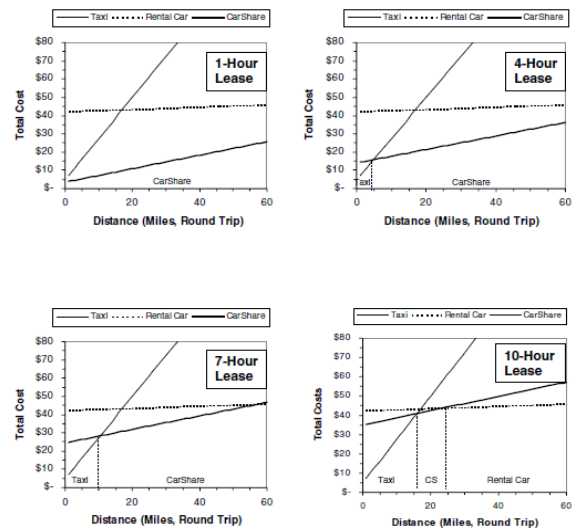 Taxi Rental Car CarShare
$80
$70
$60
$50
$40
$30
$20
$10
$-
Total Cost
1-Hour
Lease
CarShare
0 20 40 60
Distance (Miles, Round Trip)
Taxi Rental Car CarShare
$80
$70
$60
$50
$40
$30
$20
$10
$-
Total Cost
4-Hour
Lease
Taxi CarShare
0 20 40 60
Distance (Miles, Round Trip)
Taxi Rental Car CarShare
$80
$70
$60
$50
$40
$30
$20
$10
$-
Total Cost
7-Hour
Lease
Taxi CarShare
0 20 40 60
Distance (Miles, Round Trip)
Taxi Rental Car CarShare
$80
$70
$60
$50
$40
$30
$20
$10
$-
Total Costs
10-Hour
Lease
Taxi CS Rental Car
0 20 40 60
Distance (Miles, Round Trip)